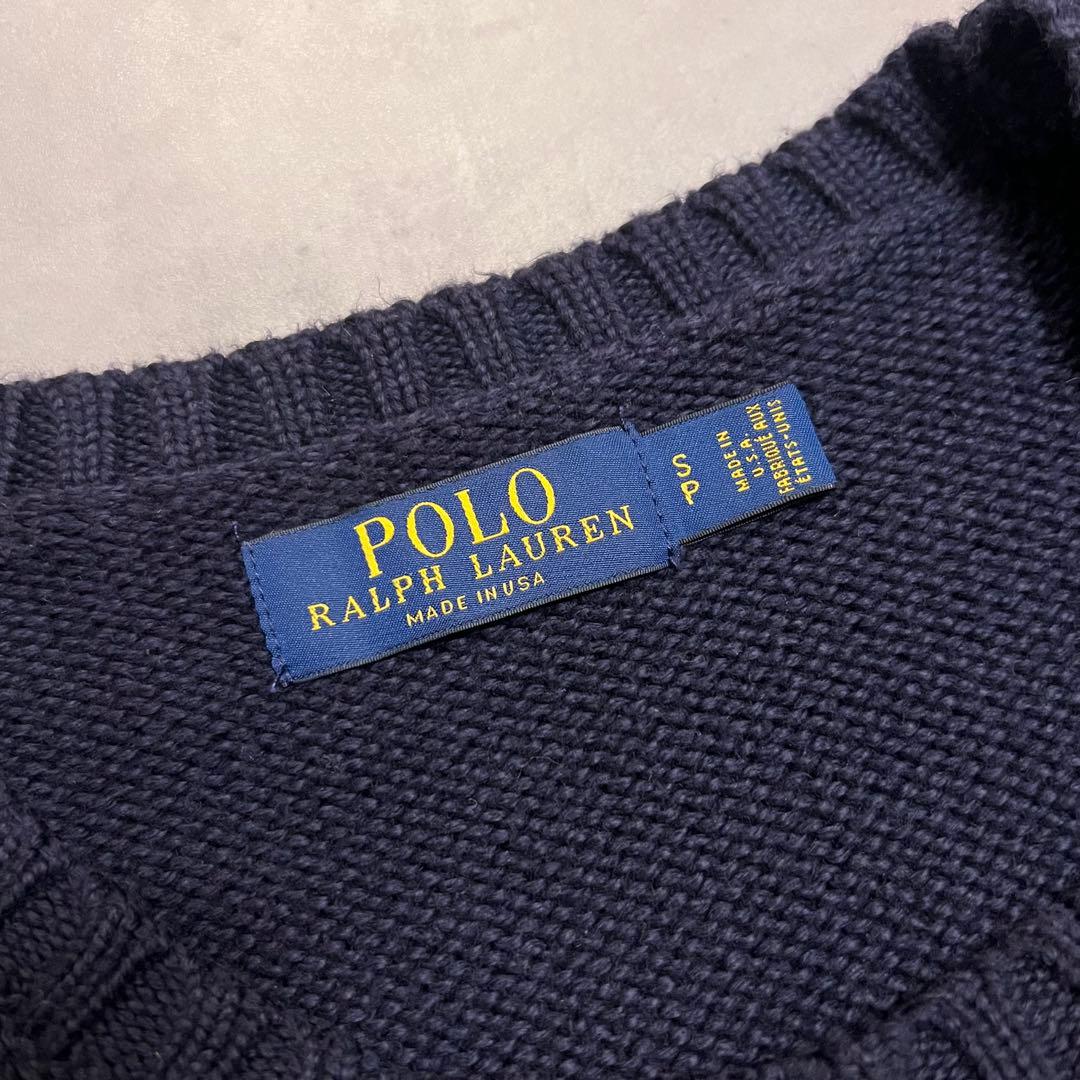 POLO
RALPH LAUREN
MADE IN USA
S
P
MADE IN
U.S.A.
FABRIQUÉ AUX
ÉTATS-UNIS